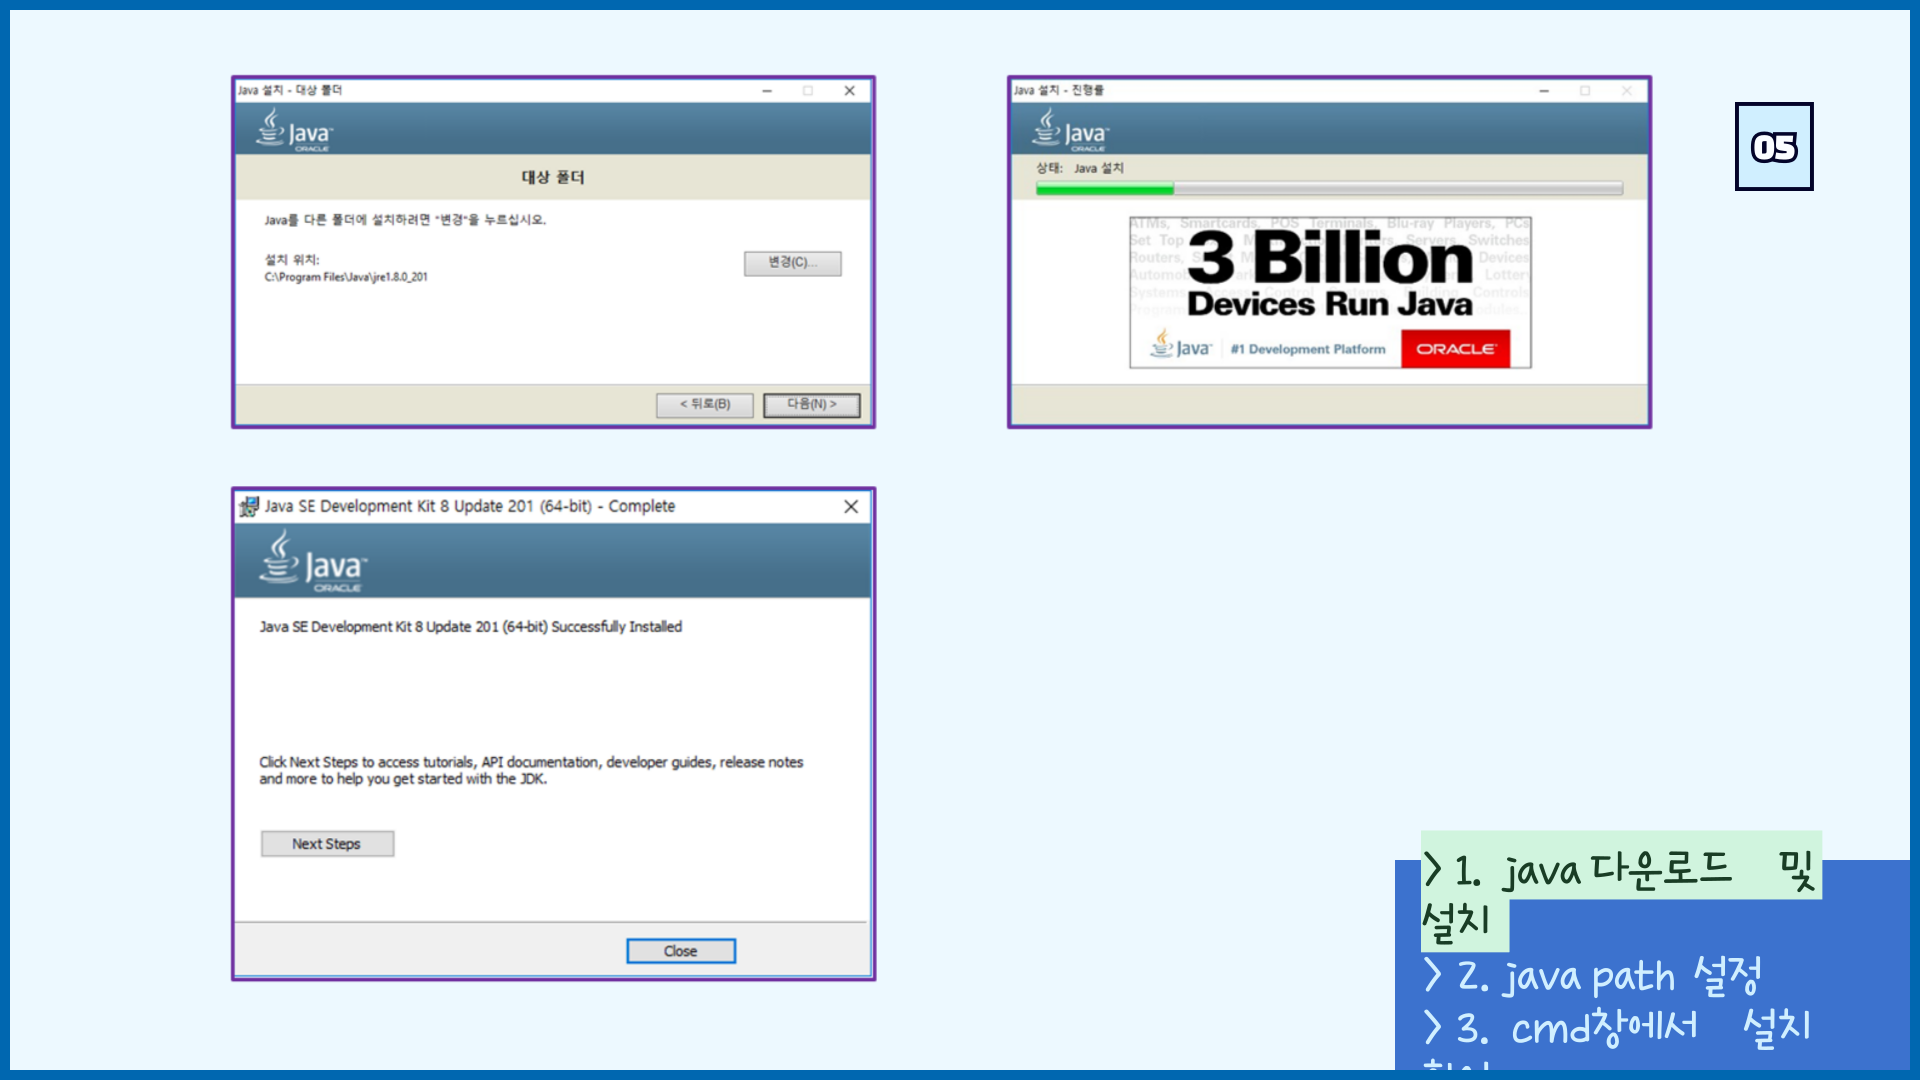 Java 설치 - 대상 폴더
Java
ORACLE
대상 폴더
Java를 다른 폴더에 설치하려면 "변경"을 누르십시오.
설치 위치:
C:\Program Files\Java\jre1.8.0_201
변경(C)...
< 뒤로(B)
다음(N) >
Java 설치 - 진행률
Java
ORACLE
상태: Java 설치
ATMs, Smartcards, POS Terminals, Blu-ray Players, PCs
Set Top Servers, Switches
Routers, Devices
Systems Access Control Systems, Building Controls
3 Billion
Devices Run Java
Java #1 Development Platform ORACLE
05
Java SE Development Kit 8 Update 201 (64-bit) - Complete
Java
ORACLE
Java SE Development Kit 8 Update 201 (64-bit) Successfully Installed
Click Next Steps to access tutorials, API documentation, developer guides, release notes
and more to help you get started with the JDK.
Next Steps
Close
> 1. java 다운로드 및
설치
> 2. java path 설정
> 3. cmd창에서 설치